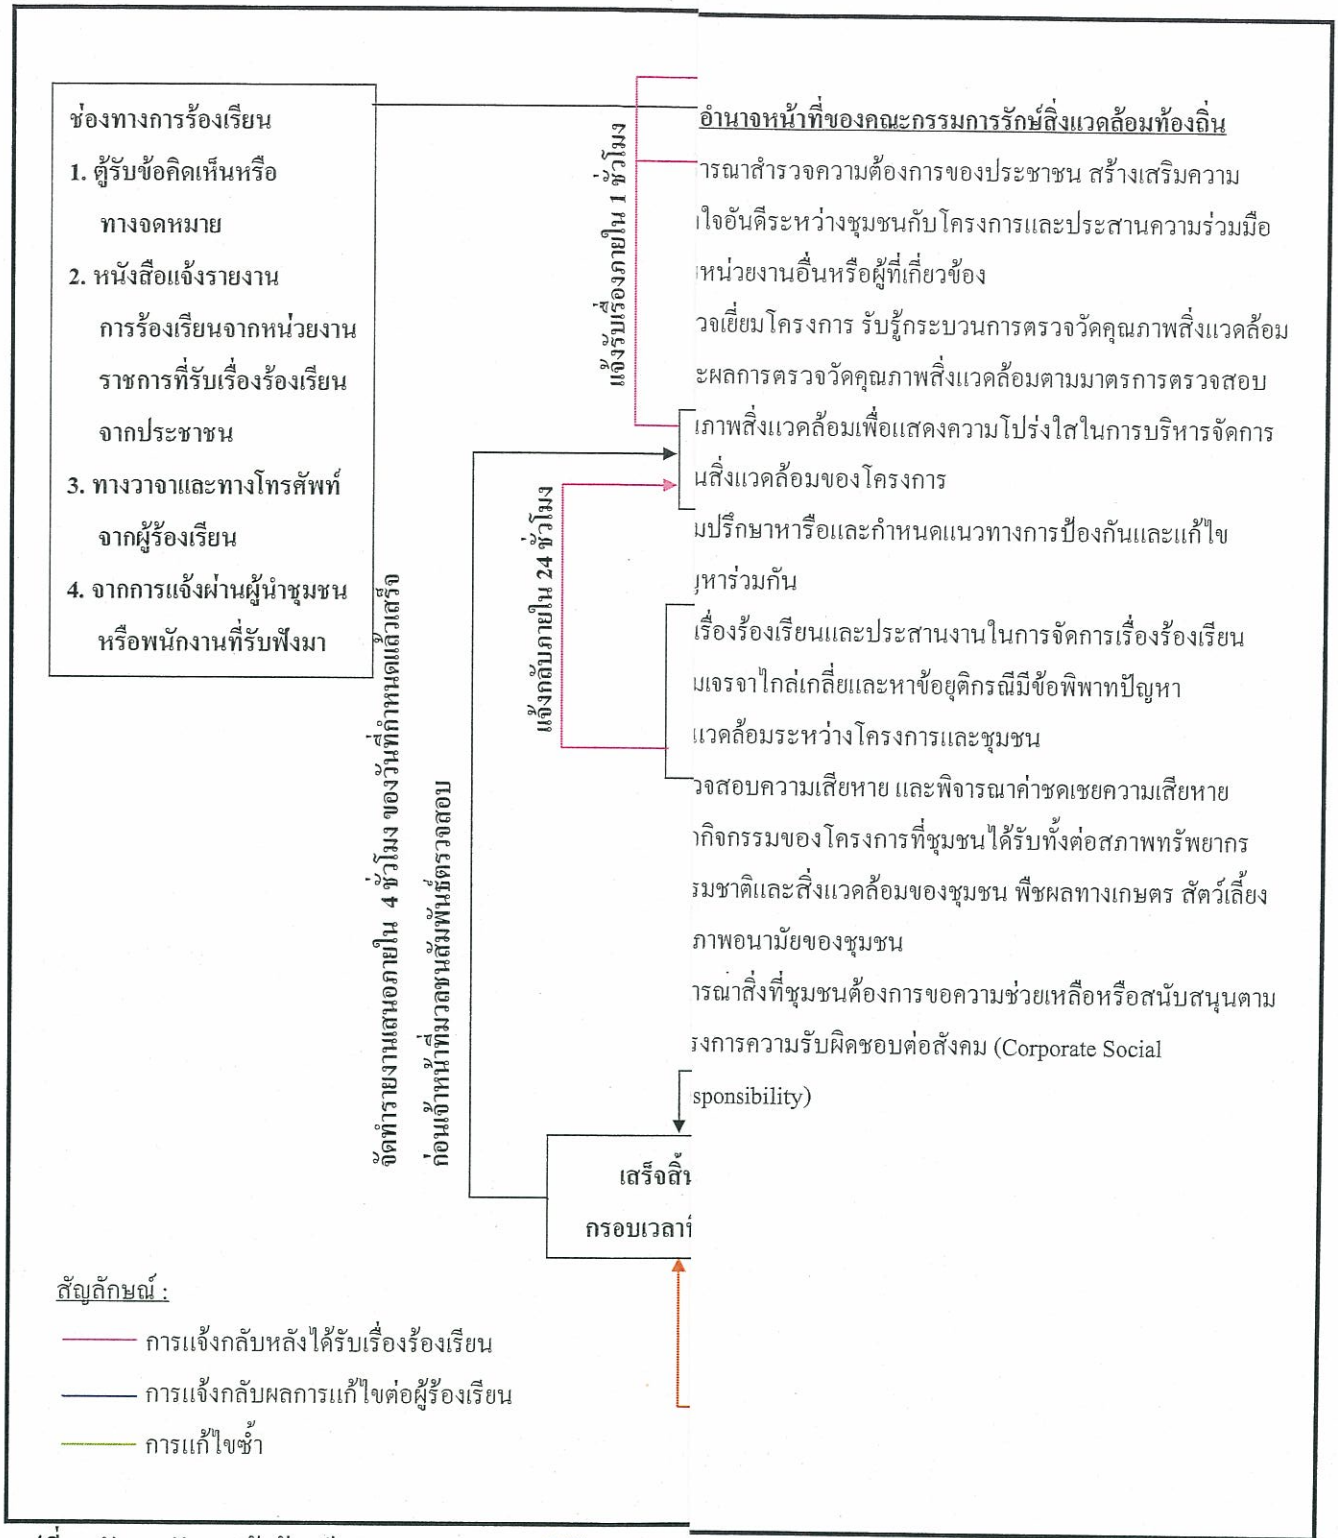 ช่องทางการร้องเรียน
1. ตู้รับข้อคิดเห็นหรือ
ทางจดหมาย
2. หนังสือแจ้งรายงาน
การร้องเรียนจากหน่วยงาน
ราชการที่รับเรื่องร้องเรียน
จากประชาชน
3. ทางวาจาและทางโทรศัพท์
จากผู้ร้องเรียน
4. จากการแจ้งผ่านผู้นำชุมชน
หรือพนักงานที่รับฟังมา
จัดทำรายงานเสนอภายใน 4 ชั่วโมง ของวันที่กำหนดแล้วเสร็จ
ก่อนเจ้าหน้าที่มวลชนสัมพันธ์ตรวจสอบ
แจ้งกลับภายใน 24 ชั่วโมง
แจ้งรับเรื่องภายใน 1 ชั่วโมง
อำนาจหน้าที่ของคณะกรรมการรักษ์สิ่งแวดล้อมท้องถิ่น
ารณาสำรวจความต้องการของประชาชน สร้างเสริมความ
าใจอันดีระหว่างชุมชนกับโครงการและประสานความร่วมมือ
หน่วยงานอื่นหรือผู้ที่เกี่ยวข้อง
วจเยี่ยมโครงการ รับรู้กระบวนการตรวจวัดคุณภาพสิ่งแวดล้อม
ะผลการตรวจวัดคุณภาพสิ่งแวดล้อมตามมาตรการตรวจสอบ
ภาพสิ่งแวดล้อมเพื่อแสดงความโปร่งใสในการบริหารจัดการ
นสิ่งแวดล้อมของโครงการ
มปรึกษาหารือและกำหนดแนวทางการป้องกันและแก้ไข
หาร่วมกัน
เรื่องร้องเรียนและประสานงานในการจัดการเรื่องร้องเรียน
มเจรจาไกล่เกลี่ยและหาข้อยุติกรณีมีข้อพิพาทปัญหา
แวดล้อมระหว่างโครงการและชุมชน
วจสอบความเสียหาย และพิจารณาค่าชดเชยความเสียหาย
กกิจกรรมของโครงการที่ชุมชนได้รับทั้งต่อสภาพทรัพยากร
รมชาติและสิ่งแวดล้อมของชุมชน พืชผลทางเกษตร สัตว์เลี้ยง
ภาพอนามัยของชุมชน
ารณาสิ่งที่ชุมชนต้องการขอความช่วยเหลือหรือสนับสนุนตาม
รงการความรับผิดชอบต่อสังคม (Corporate Social
sponsibility)
เสร็จสิ้น
กรอบเวลาที่
สัญลักษณ์ :
การแจ้งกลับหลังได้รับเรื่องร้องเรียน
การแจ้งกลับผลการแก้ไขต่อผู้ร้องเรียน
การแก้ไขซ้ำ